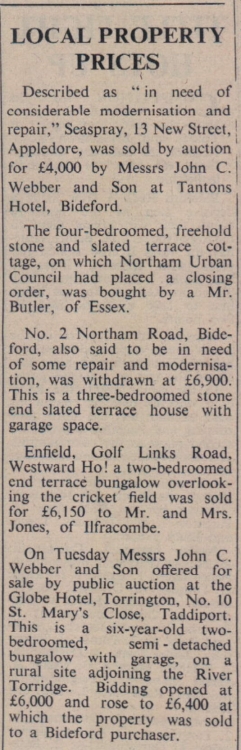 LOCAL PROPERTY
PRICES
Described as "in need of
considerable modernisation and
repair," Seaspray, 13 New Street,
Appledore, was sold by auction
for £4,000 by Messrs John C.
Webber and Son at Tantons
Hotel, Bideford.
The four-bedroomed, freehold
stone and slated terrace cot-
tage, on which Northam Urban
Council had placed a closing
order, was bought by a Mr.
Butler, of Essex.
No. 2 Northam Road, Bide-
ford, also said to be in need
of some repair and modernisa-
tion, was withdrawn at £6,900.
This is a three-bedroomed stone
end slated terrace house with
garage space.
Enfield, Golf Links Road,
Westward Ho! a two-bedroomed
end terrace bungalow overlook-
ing the cricket field was sold
for £6,150 to Mr. and Mrs.
Jones, of Ilfracombe.
On Tuesday Messrs John C.
Webber and Son offered for
sale by public auction at the
Globe Hotel, Torrington, No. 10
St. Mary's Close, Taddiport.
This is a six-year-old two-
bedroomed, semi-detached
bungalow with garage, on a
rural site adjoining the River
Torridge. Bidding opened at
£6,000 and rose to £6,400 at
which the property was sold
to a Bideford purchaser.